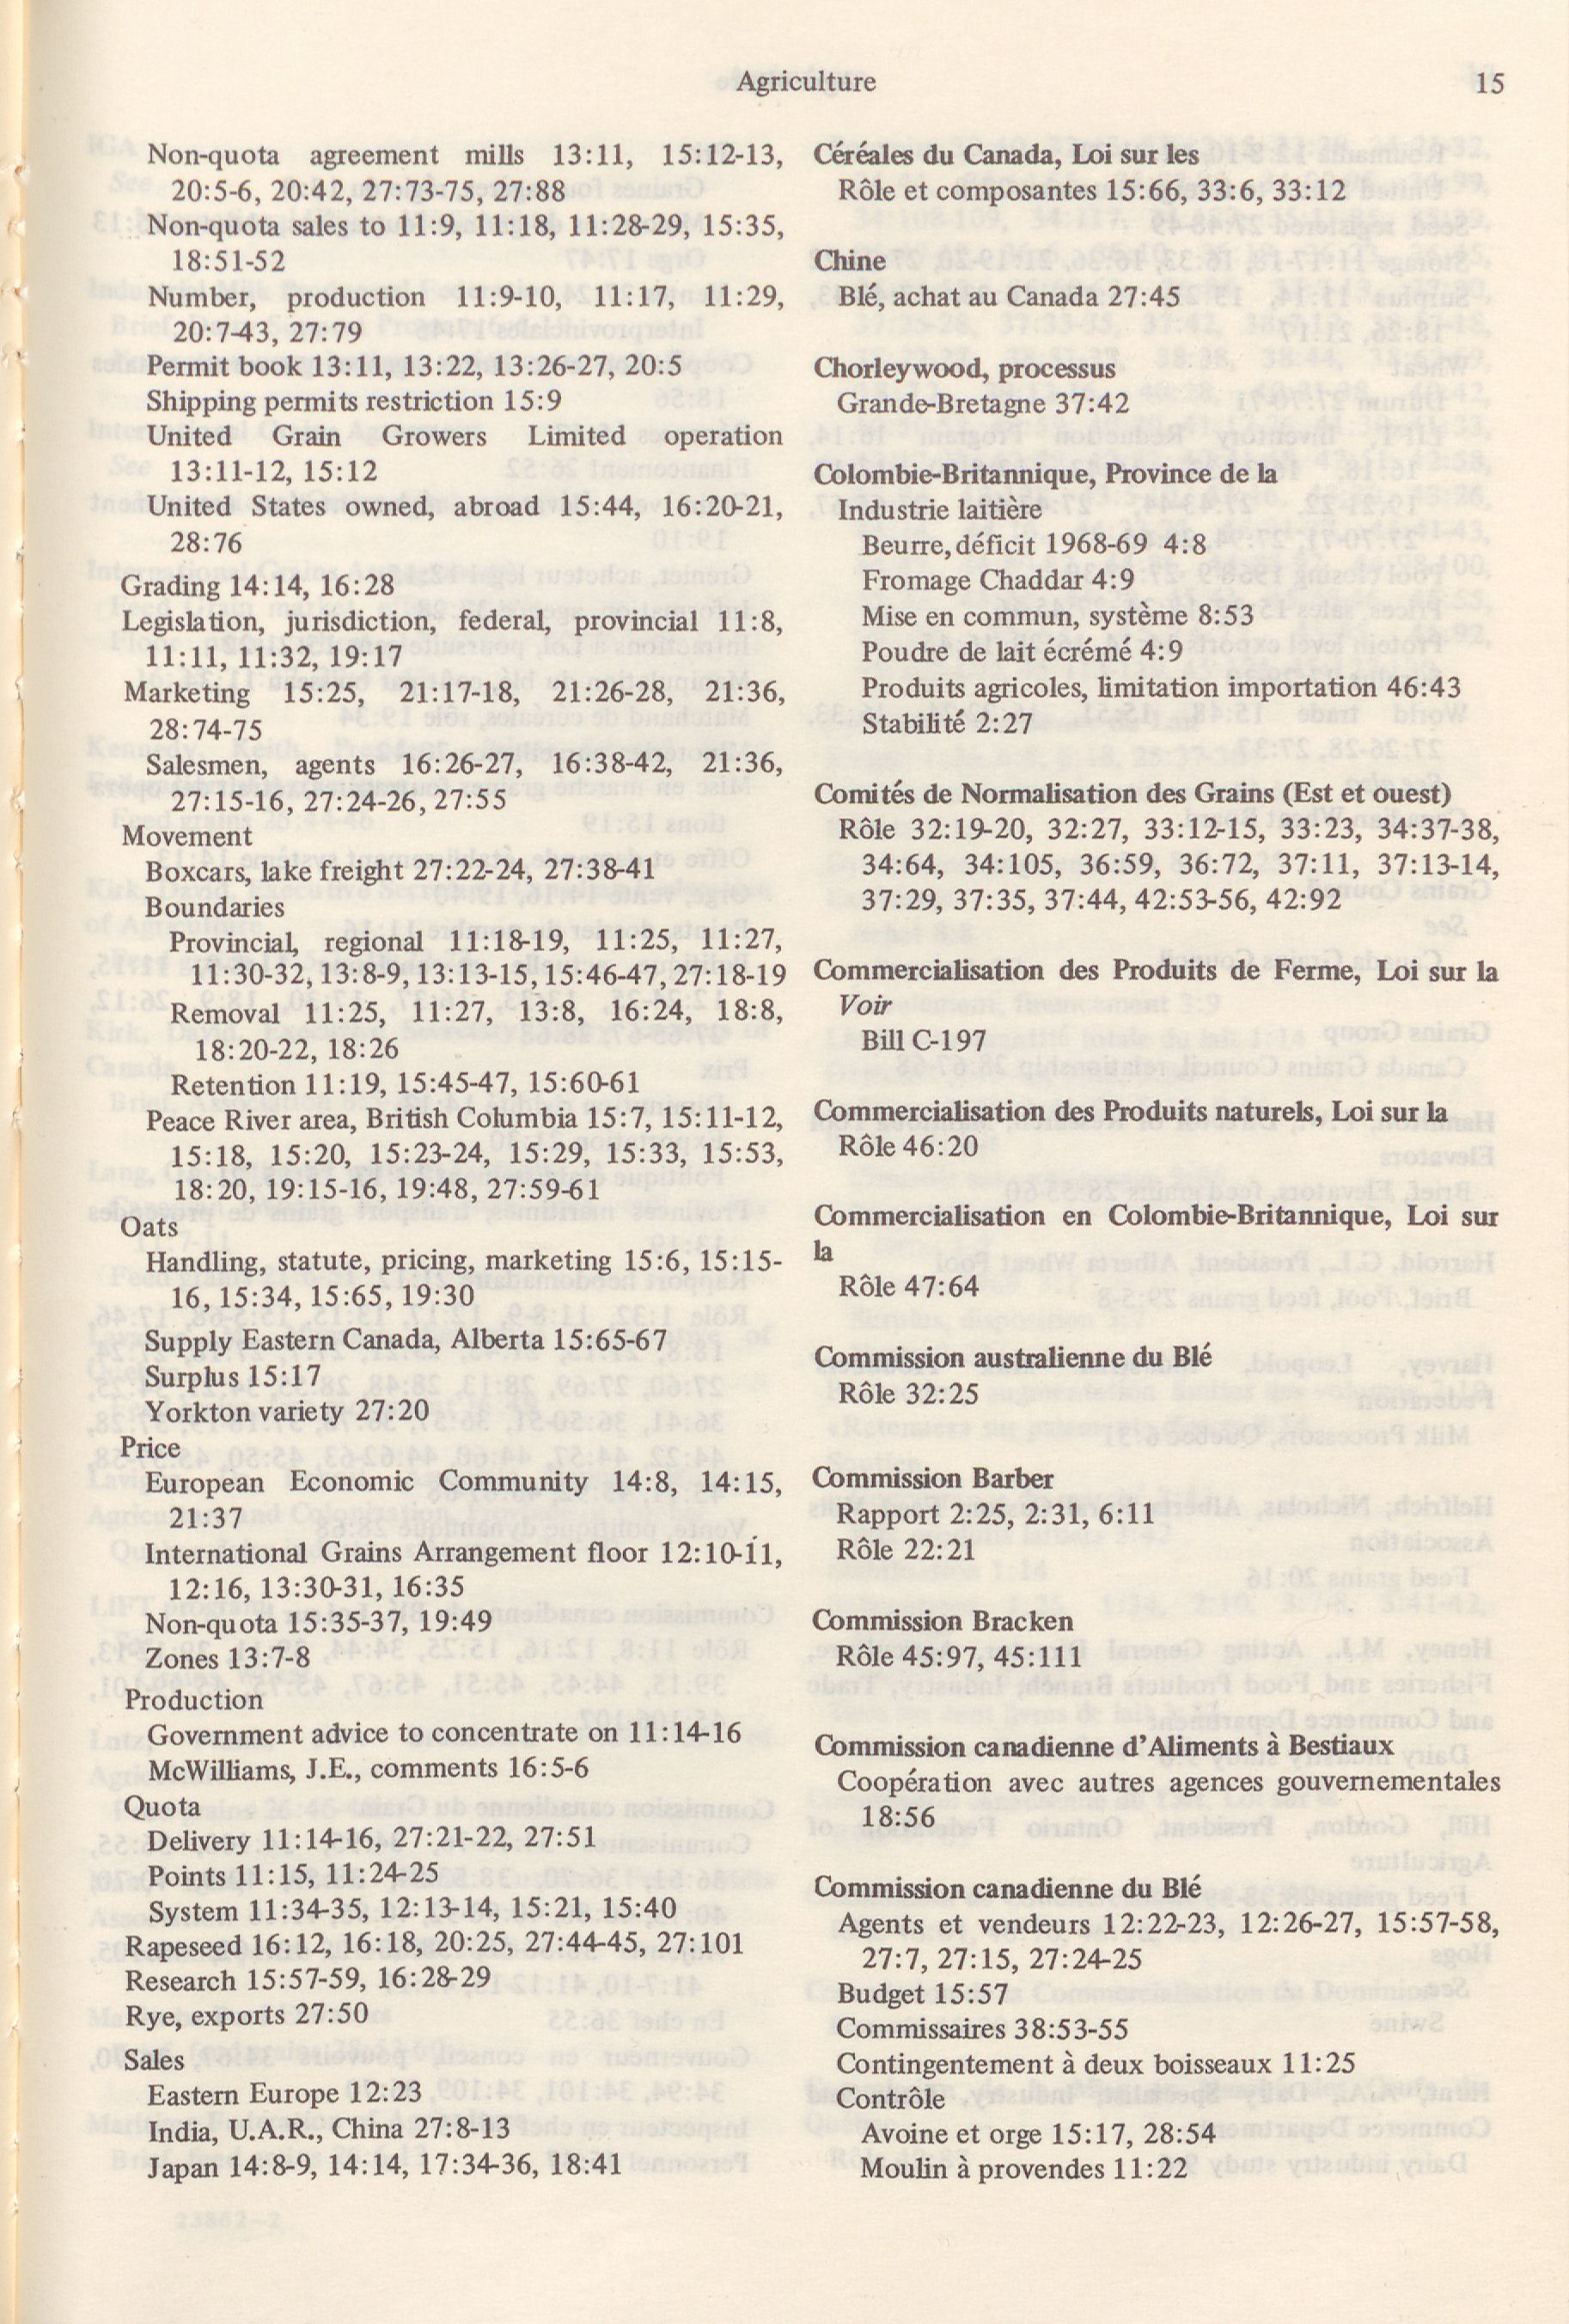 Agriculture
15
Non-quota agreement mills 13:11, 15:12-13,
20:5-6, 20:42, 27:73-75, 27:88
Non-quota sales to 11:9, 11:18, 11:28-29, 15:35,
18:51-52
Number, production 11:9-10, 11:17, 11:29,
20:7-43, 27:79
Permit book 13:11, 13:22, 13:26-27, 20:5
Shipping permits restriction 15:9
United Grain Growers Limited operation
13:11-12, 15:12
United States owned, abroad 15:44, 16:20-21,
28:76
Grading 14:14, 16:28
Legislation, jurisdiction, federal, provincial 11:8,
11:11, 11:32, 19:17
Marketing 15:25, 21:17-18, 21:26-28, 21:36,
28:74-75
Salesmen, agents 16:26-27, 16:38-42, 21:36,
27:15-16, 27:24-26, 27:55
Movement
Boxcars, lake freight 27:22-24, 27:38-41
Boundaries
Provincial, regional 11:18-19, 11:25, 11:27,
11:30-32, 13:8-9, 13:13-15, 15:46-47, 27:18-19
Removal 11:25, 11:27, 13:8, 16:24, 18:8,
18:20-22, 18:26
Retention 11:19, 15:45-47, 15:60-61
Peace River area, British Columbia 15:7, 15:11-12,
15:18, 15:20, 15:23-24, 15:29, 15:33, 15:53,
18:20, 19:15-16, 19:48, 27:59-61
Oats
Handling, statute, pricing, marketing 15:6, 15:15-
16, 15:34, 15:65, 19:30
Supply Eastern Canada, Alberta 15:65-67
Surplus 15:17
Yorkton variety 27:20
Price
European Economic Community 14:8, 14:15,
21:37
International Grains Arrangement floor 12:10-11,
12:16, 13:30-31, 16:35
Non-quota 15:35-37, 19:49
Zones 13:7-8
Production
Government advice to concentrate on 11:14-16
McWilliams, J.E., comments 16:5-6
Quota
Delivery 11:14-16, 27:21-22, 27:51
Points 11:15, 11:24-25
System 11:34-35, 12:13-14, 15:21, 15:40
Rapeseed 16:12, 16:18, 20:25, 27:44-45, 27:101
Research 15:57-59, 16:28-29
Rye, exports 27:50
Sales
Eastern Europe 12:23
India, U.A.R., China 27:8-13
Japan 14:8-9, 14:14, 17:34-36, 18:41
Céréales du Canada, Loi sur les
Rôle et composantes 15:66, 33:6, 33:12
Chine
Blé, achat au Canada 27:45
Chorleywood, processus
Grande-Bretagne 37:42
Colombie-Britannique, Province de la
Industrie laitière
Beurre, déficit 1968-69 4:8
Fromage Chaddar 4:9
Mise en commun, système 8:53
Poudre de lait écrémé 4:9
Produits agricoles, limitation importation 46:43
Stabilité 2:27
Comités de Normalisation des Grains (Est et ouest)
Rôle 32:19-20, 32:27, 33:12-15, 33:23, 34:37-38,
34:64, 34:105, 36:59, 36:72, 37:11, 37:13-14,
37:29, 37:35, 37:44, 42:53-56, 42:92
Commercialisation des Produits de Ferme, Loi sur la
Voir
Bill C-197
Commercialisation des Produits naturels, Loi sur la
Rôle 46:20
Commercialisation en Colombie-Britannique, Loi sur
la
Rôle 47:64
Commission australienne du Blé
Rôle 32:25
Commission Barber
Rapport 2:25, 2:31, 6:11
Rôle 22:21
Commission Bracken
Rôle 45:97, 45:111
Commission canadienne d'Aliments à Bestiaux
Coopération avec autres agences gouvernementales
18:56
Commission canadienne du Blé
Agents et vendeurs 12:22-23, 12:26-27, 15:57-58,
27:7, 27:15, 27:24-25
Budget 15:57
Commissaires 38:53-55
Contingentement à deux boisseaux 11:25
Contrôle
Avoine et orge 15:17, 28:54
Moulin à provendes 11:22